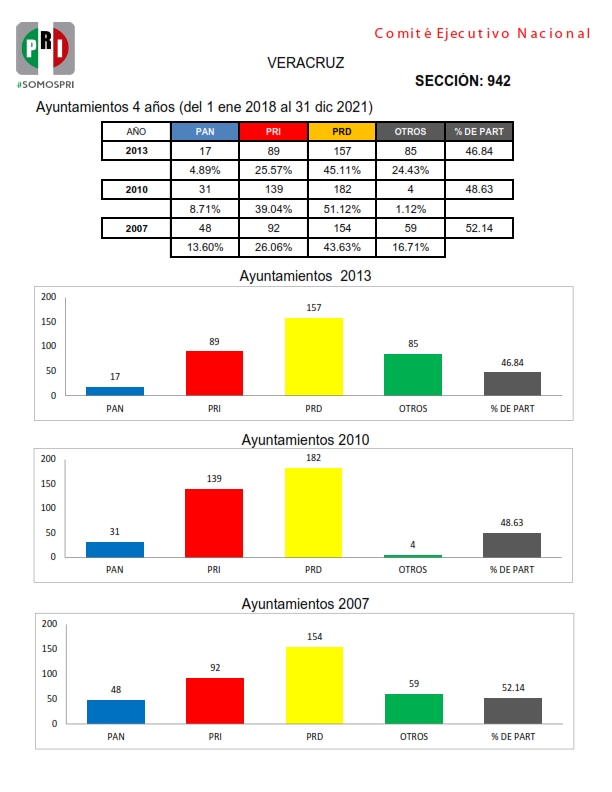 PRI
#SOMOSPRI
Comité Ejecutivo Nacional
VERACRUZ
SECCIÓN: 942
Ayuntamientos 4 años (del 1 ene 2018 al 31 dic 2021)
AÑO PAN PRI PRD OTROS % DE PART
2013 17 89 157 85 46.84
4.89% 25.57% 45.11% 24.43%
2010 31 139 182 4 48.63
8.71% 39.04% 51.12% 1.12%
2007 48 92 154 59 52.14
13.60% 26.06% 43.63% 16.71%
Ayuntamientos 2013
200
150
100
50
0
17 89 157 85 46.84
PAN PRI PRD OTROS % DE PART
Ayuntamientos 2010
200
150
100
50
0
31 139 182 4 48.63
PAN PRI PRD OTROS % DE PART
Ayuntamientos 2007
200
150
100
50
0
48 92 154 59 52.14
PAN PRI PRD OTROS % DE PART